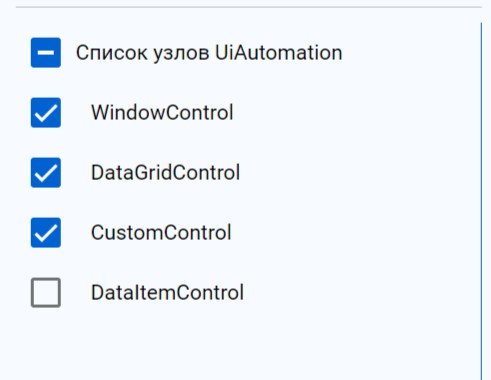 Список узлов UiAutomation
WindowControl
DataGridControl
CustomControl
DataItemControl